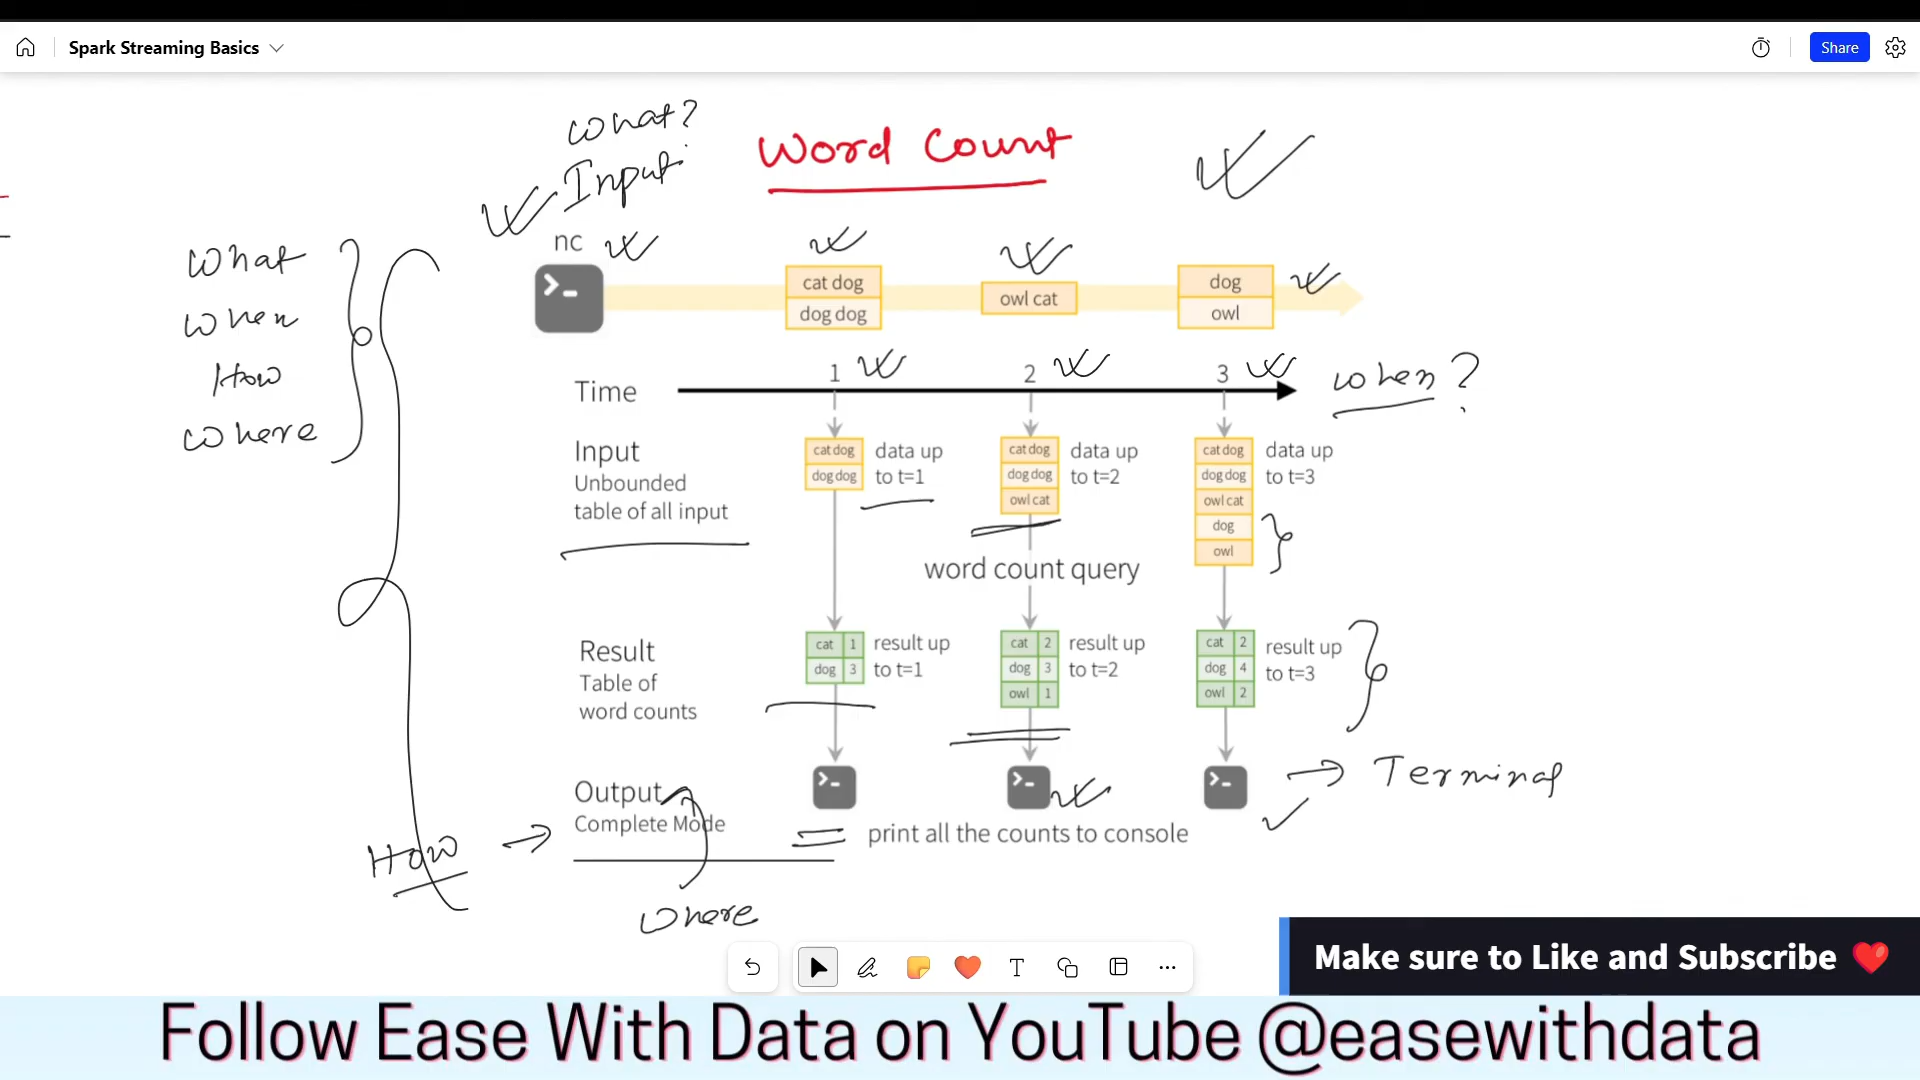 Spark Streaming Basics
Share
what?
Input
Word Count
nc
cat dog
dog dog
owl cat
dog
owl
what
when
How
where
Time
1
2
3
when?
Input
Unbounded
table of all input
cat dog
dog dog
data up
to t=1
cat dog
dog dog
owl cat
data up
to t=2
cat dog
dog dog
owl cat
dog
owl
data up
to t=3
word count query
Result
Table of
word counts
cat 1
dog 3
result up
to t=1
cat 2
dog 3
owl 1
result up
to t=2
cat 2
dog 4
owl 2
result up
to t=3
Terminal
Output
Complete Mode
print all the counts to console
How
where
Make sure to Like and Subscribe
Follow Ease With Data on YouTube @easewithdata